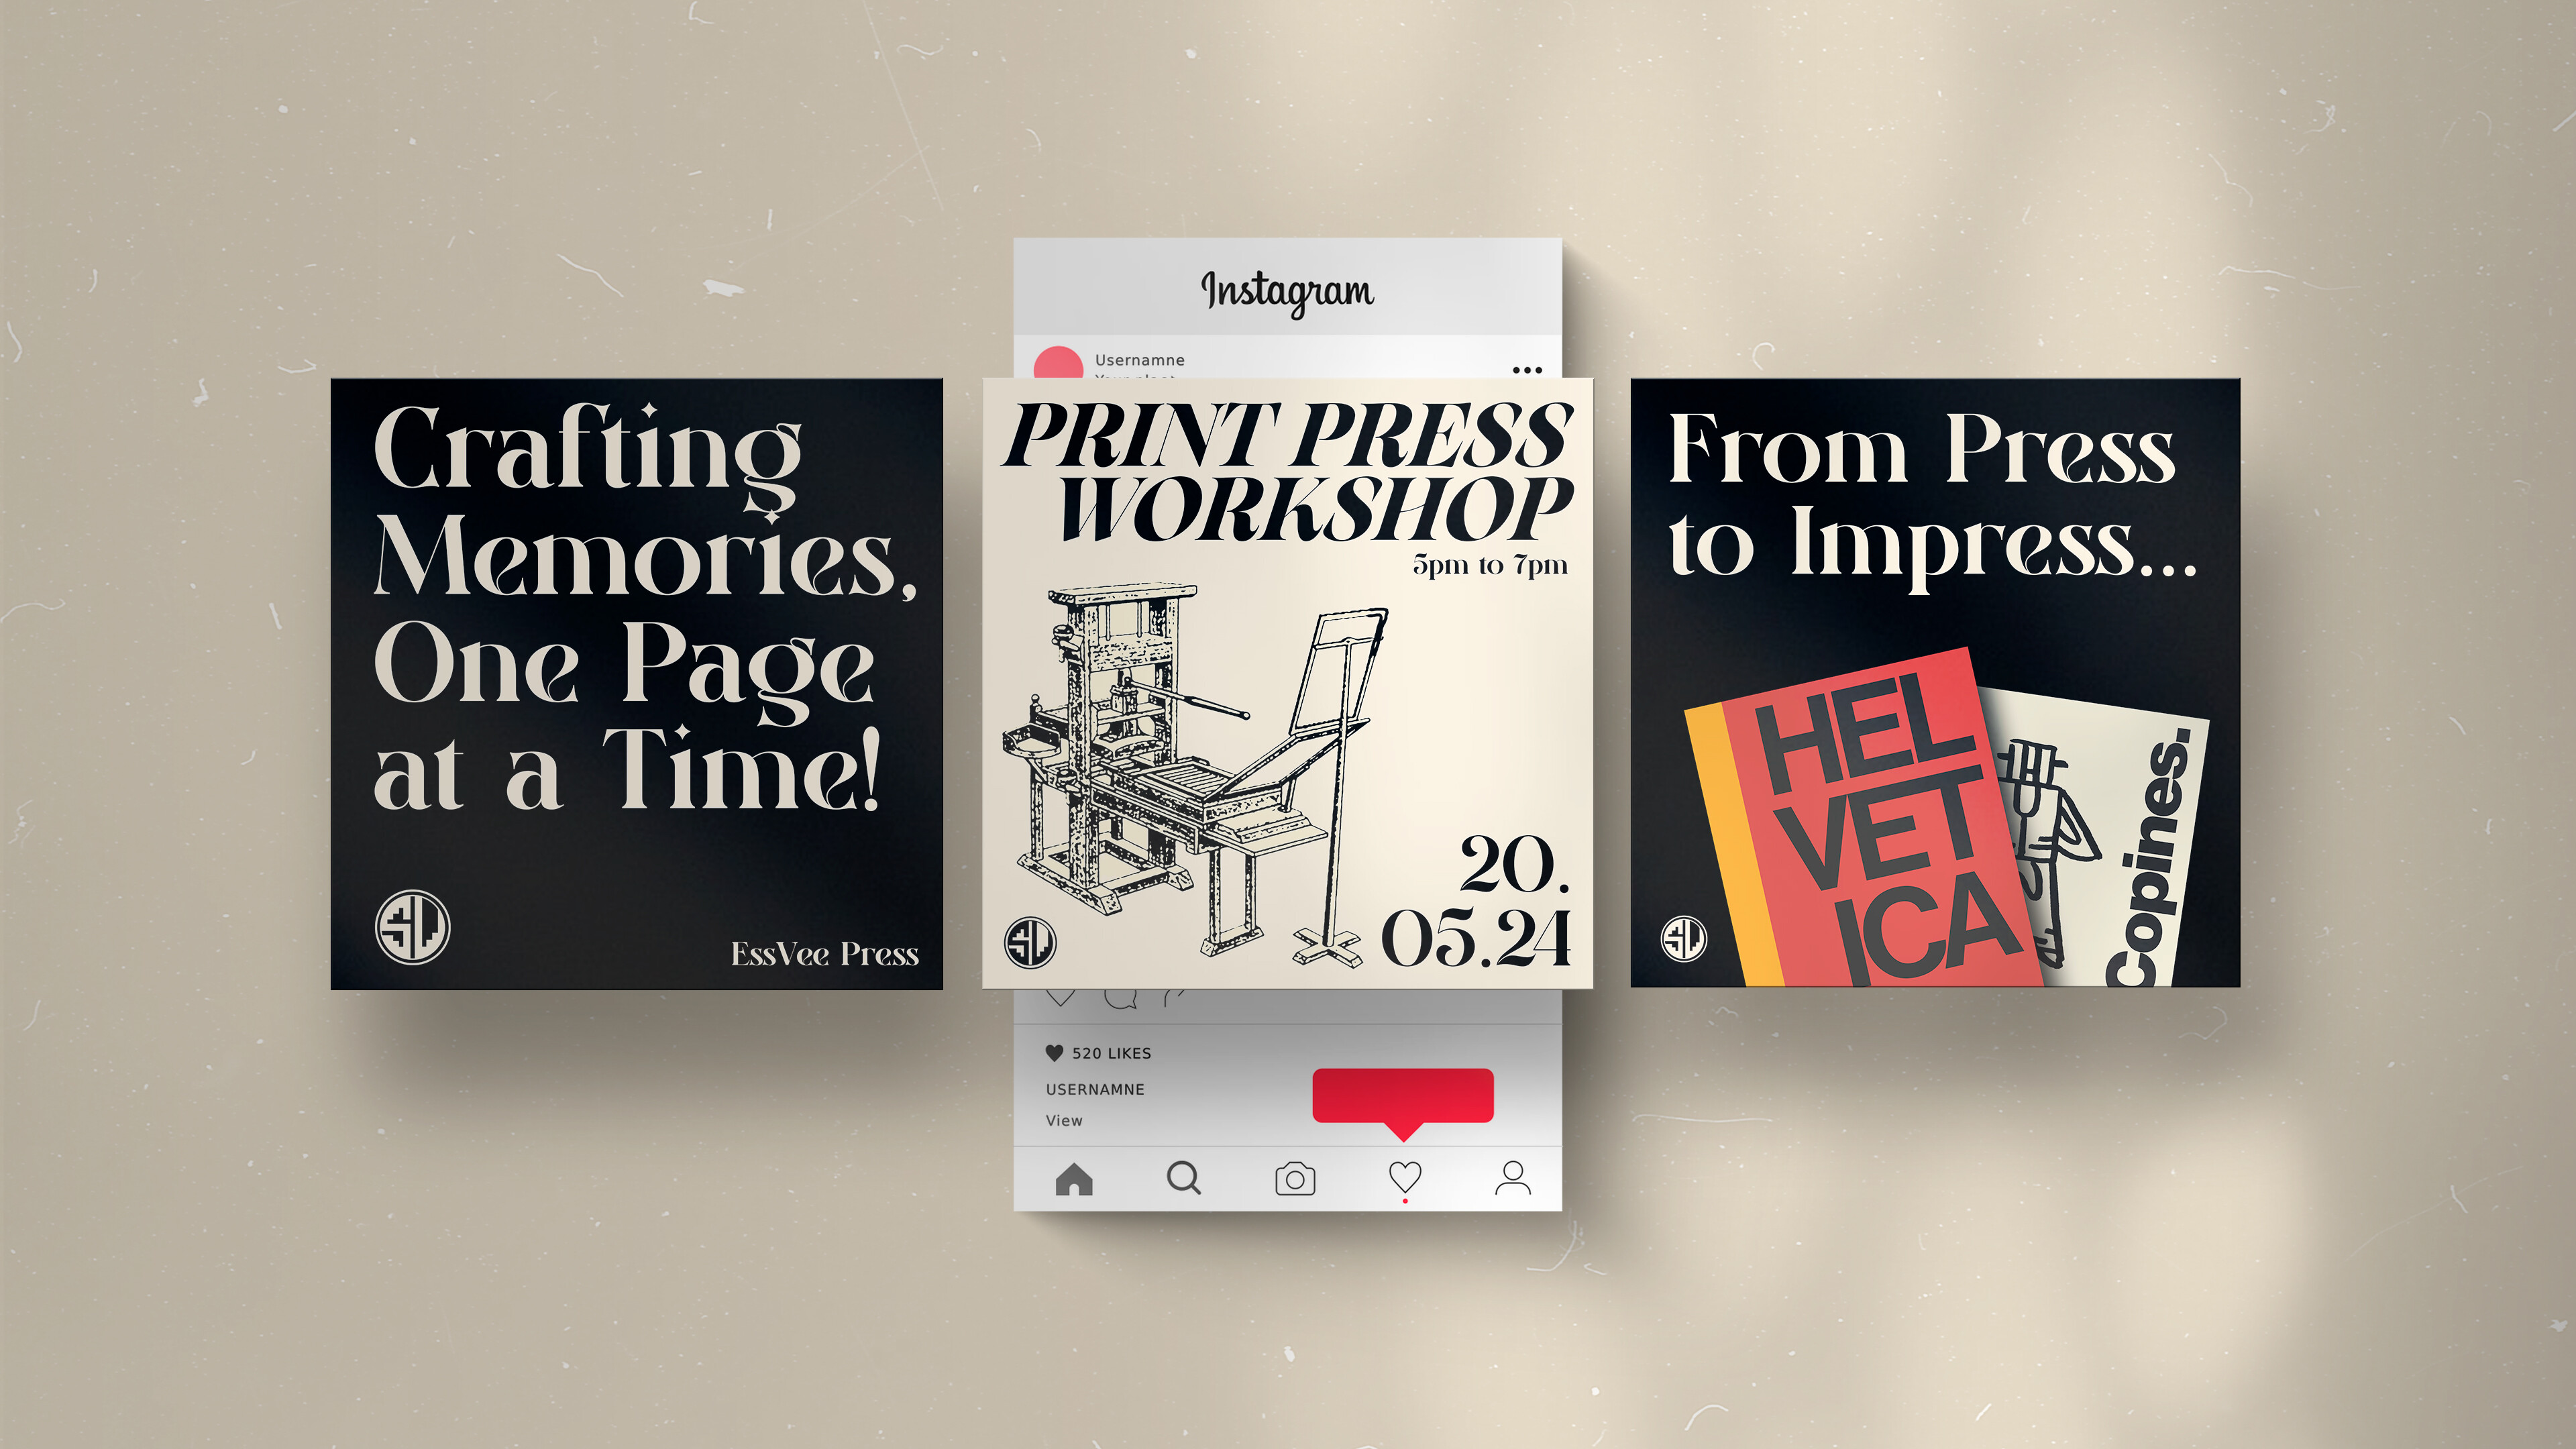 Instagram
Usernamne
Crafting
Memories,
One Page
at a Time!
EssVee Press
PRINT PRESS
WORKSHOP
5pm to 7pm
20.
05.24
From Press
to Impress...
HEL
VET
ICA
Copines.
520 LIKES
USERNAMNE
View